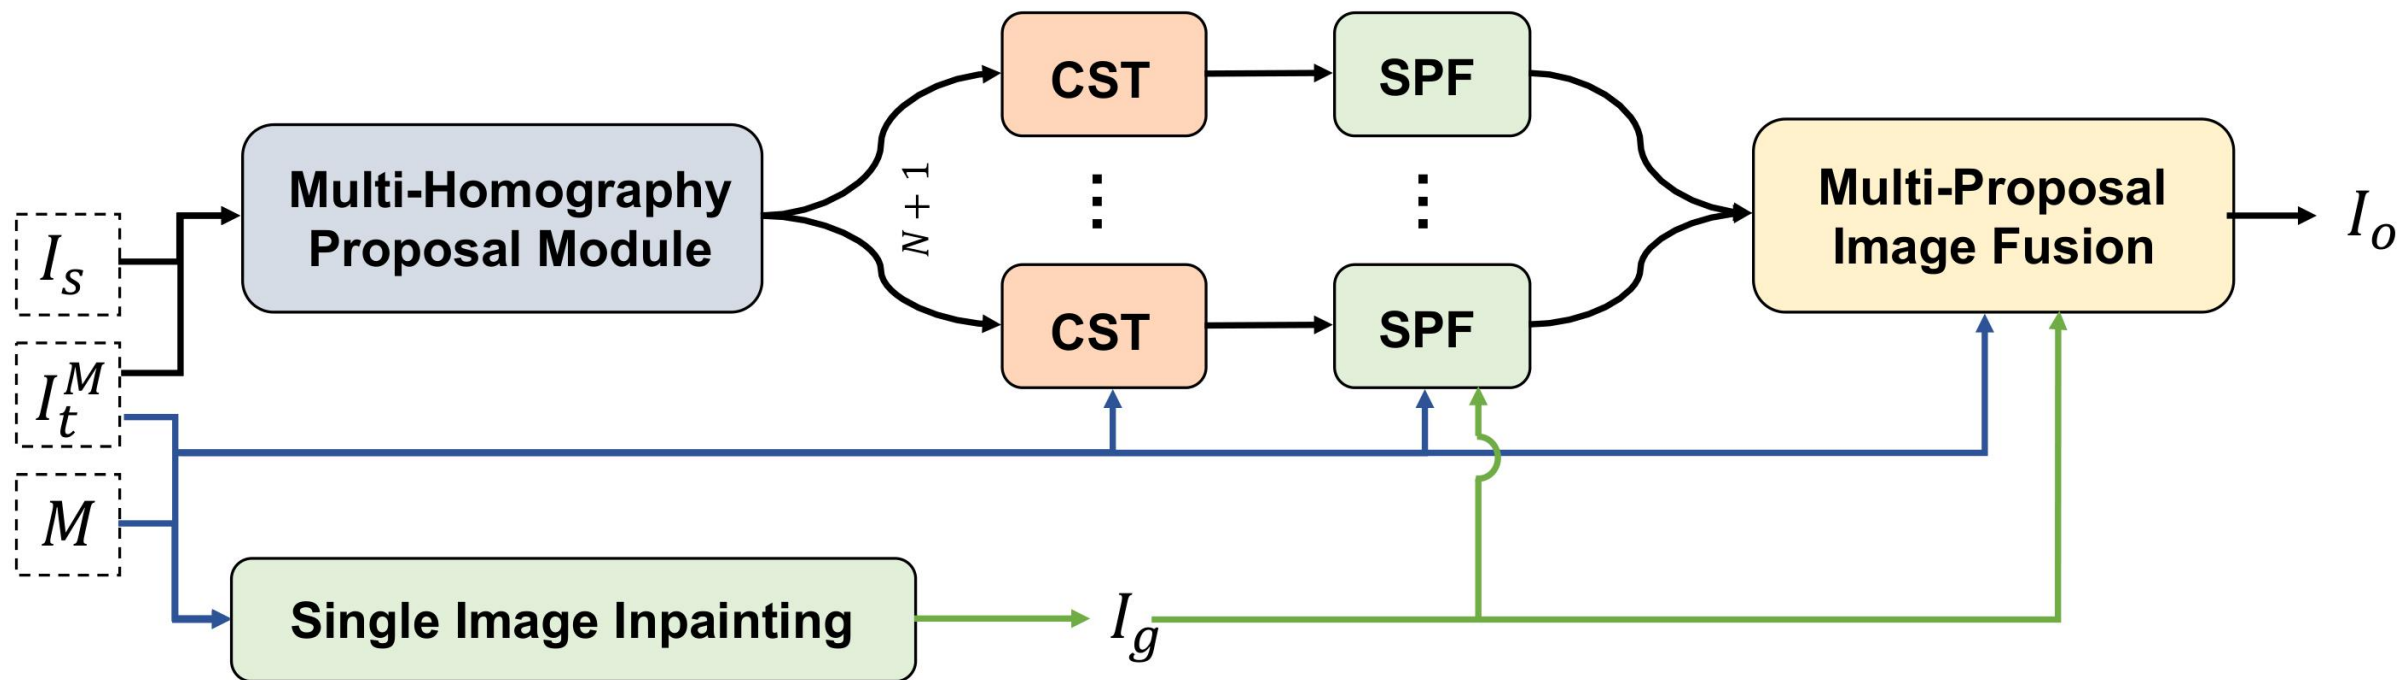 I_s
I_t^M
M
Multi-Homography
Proposal Module
N + 1
CST
SPF
⋮
⋮
CST
SPF
Multi-Proposal
Image Fusion
I_o
Single Image Inpainting
I_g